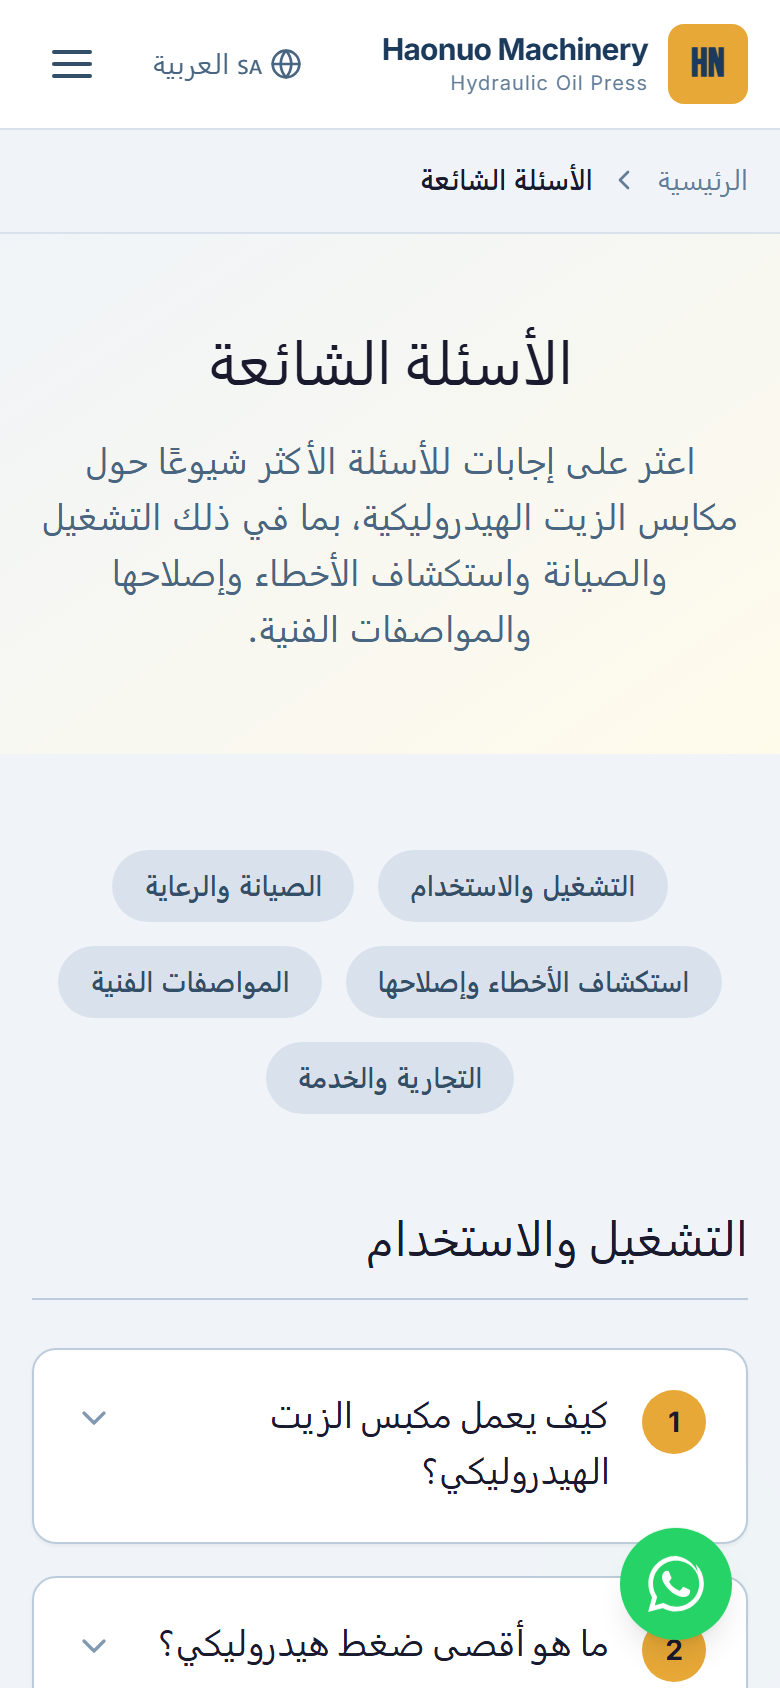 HN
Haonuo Machinery
Hydraulic Oil Press
SA العربية
الرئيسية
الأسئلة الشائعة
الأسئلة الشائعة
اعثر على إجابات للأسئلة الأكثر شيوعًا حول
مكابس الزيت الهيدروليكية، بما في ذلك التشغيل
والصيانة واستكشاف الأخطاء وإصلاحها
والمواصفات الفنية.
التشغيل والاستخدام
الصيانة والرعاية
استكشاف الأخطاء وإصلاحها
المواصفات الفنية
التجارية والخدمة
التشغيل والاستخدام
1
كيف يعمل مكبس الزيت
الهيدروليكي؟
2
ما هو أقصى ضغط هيدروليكي؟